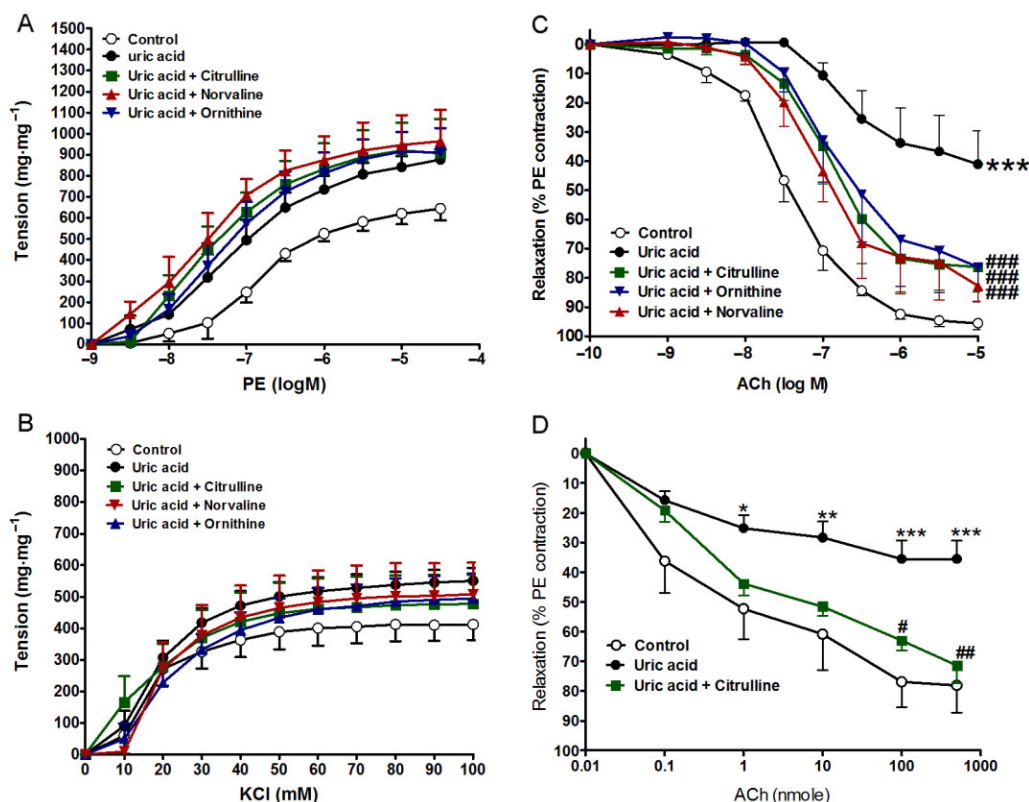 A
Control
uric acid
Uric acid + Citrulline
Uric acid + Norvaline
Uric acid + Ornithine
1500
1400
1300
1200
1100
1000
900
800
700
600
500
400
300
200
100
0
Tension (mg·mg⁻¹)
–9 –8 –7 –6 –5 –4
PE (logM)
B
Control
Uric acid
Uric acid + Citrulline
Uric acid + Norvaline
Uric acid + Ornithine
1000
900
800
700
600
500
400
300
200
100
0
Tension (mg·mg⁻¹)
0 10 20 30 40 50 60 70 80 90 100
KCl (mM)
C
0
10
20
30
40
50
60
70
80
90
100
Relaxation (% PE contraction)
***
Control
Uric acid
Uric acid + Citrulline
Uric acid + Ornithine
Uric acid + Norvaline
###
###
###
–10 –9 –8 –7 –6 –5
ACh (log M)
D
0
10
20
30
40
50
60
70
80
90
100
Relaxation (% PE contraction)
* ** *** ***
# ##
Control
Uric acid
Uric acid + Citrulline
0.01 0.1 1 10 100 1000
ACh (nmole)